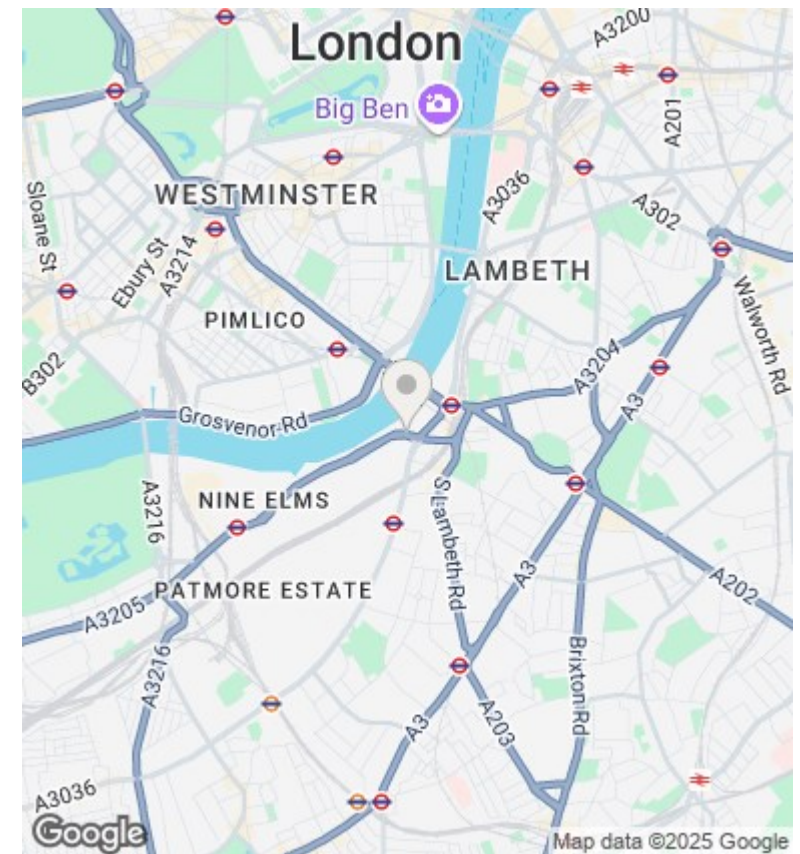 London
A3200
Big Ben
A201
Sloane St
WESTMINSTER
A3036
A302
Ebury St
A3214
LAMBETH
Walworth Rd
PIMLICO
B302
A3204
Grosvenor Rd
A3
A3216
NINE ELMS
S Lambeth Rd
A3
A202
PATMORE ESTATE
A3205
A3216
Brixton Rd
A3
A203
A3036
Google
Map data ©2025 Google